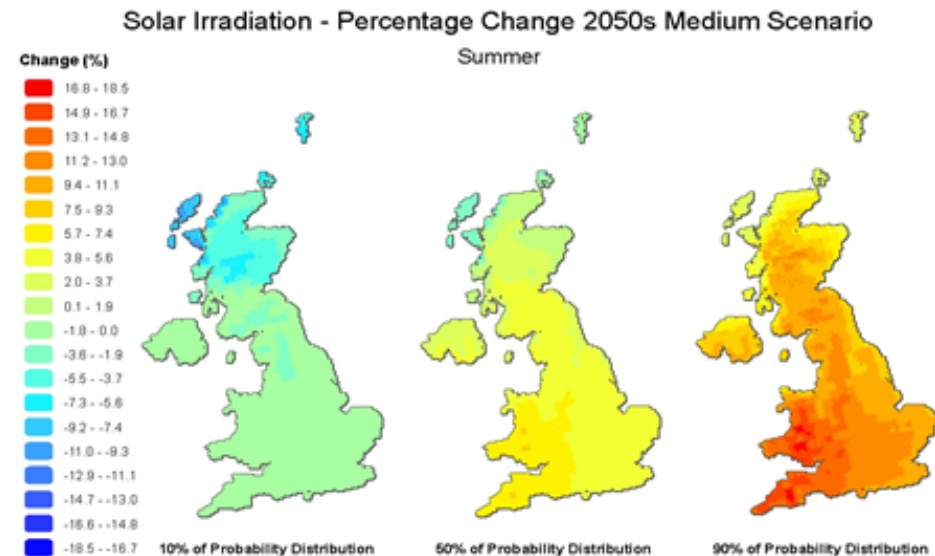 Solar Irradiation - Percentage Change 2050s Medium Scenario
Summer
Change (%)
16.8 - 18.5
14.9 - 16.7
13.1 - 14.8
11.2 - 13.0
9.4 - 11.1
7.5 - 9.3
5.7 - 7.4
3.8 - 5.6
2.0 - 3.7
0.1 - 1.9
-1.8 - 0.0
-3.6 - -1.9
-5.5 - -3.7
-7.3 - -5.6
-9.2 - -7.4
-11.0 - -9.3
-12.9 - -11.1
-14.7 - -13.0
-16.6 - -14.8
-18.5 - -16.7
10% of Probability Distribution
50% of Probability Distribution
90% of Probability Distribution